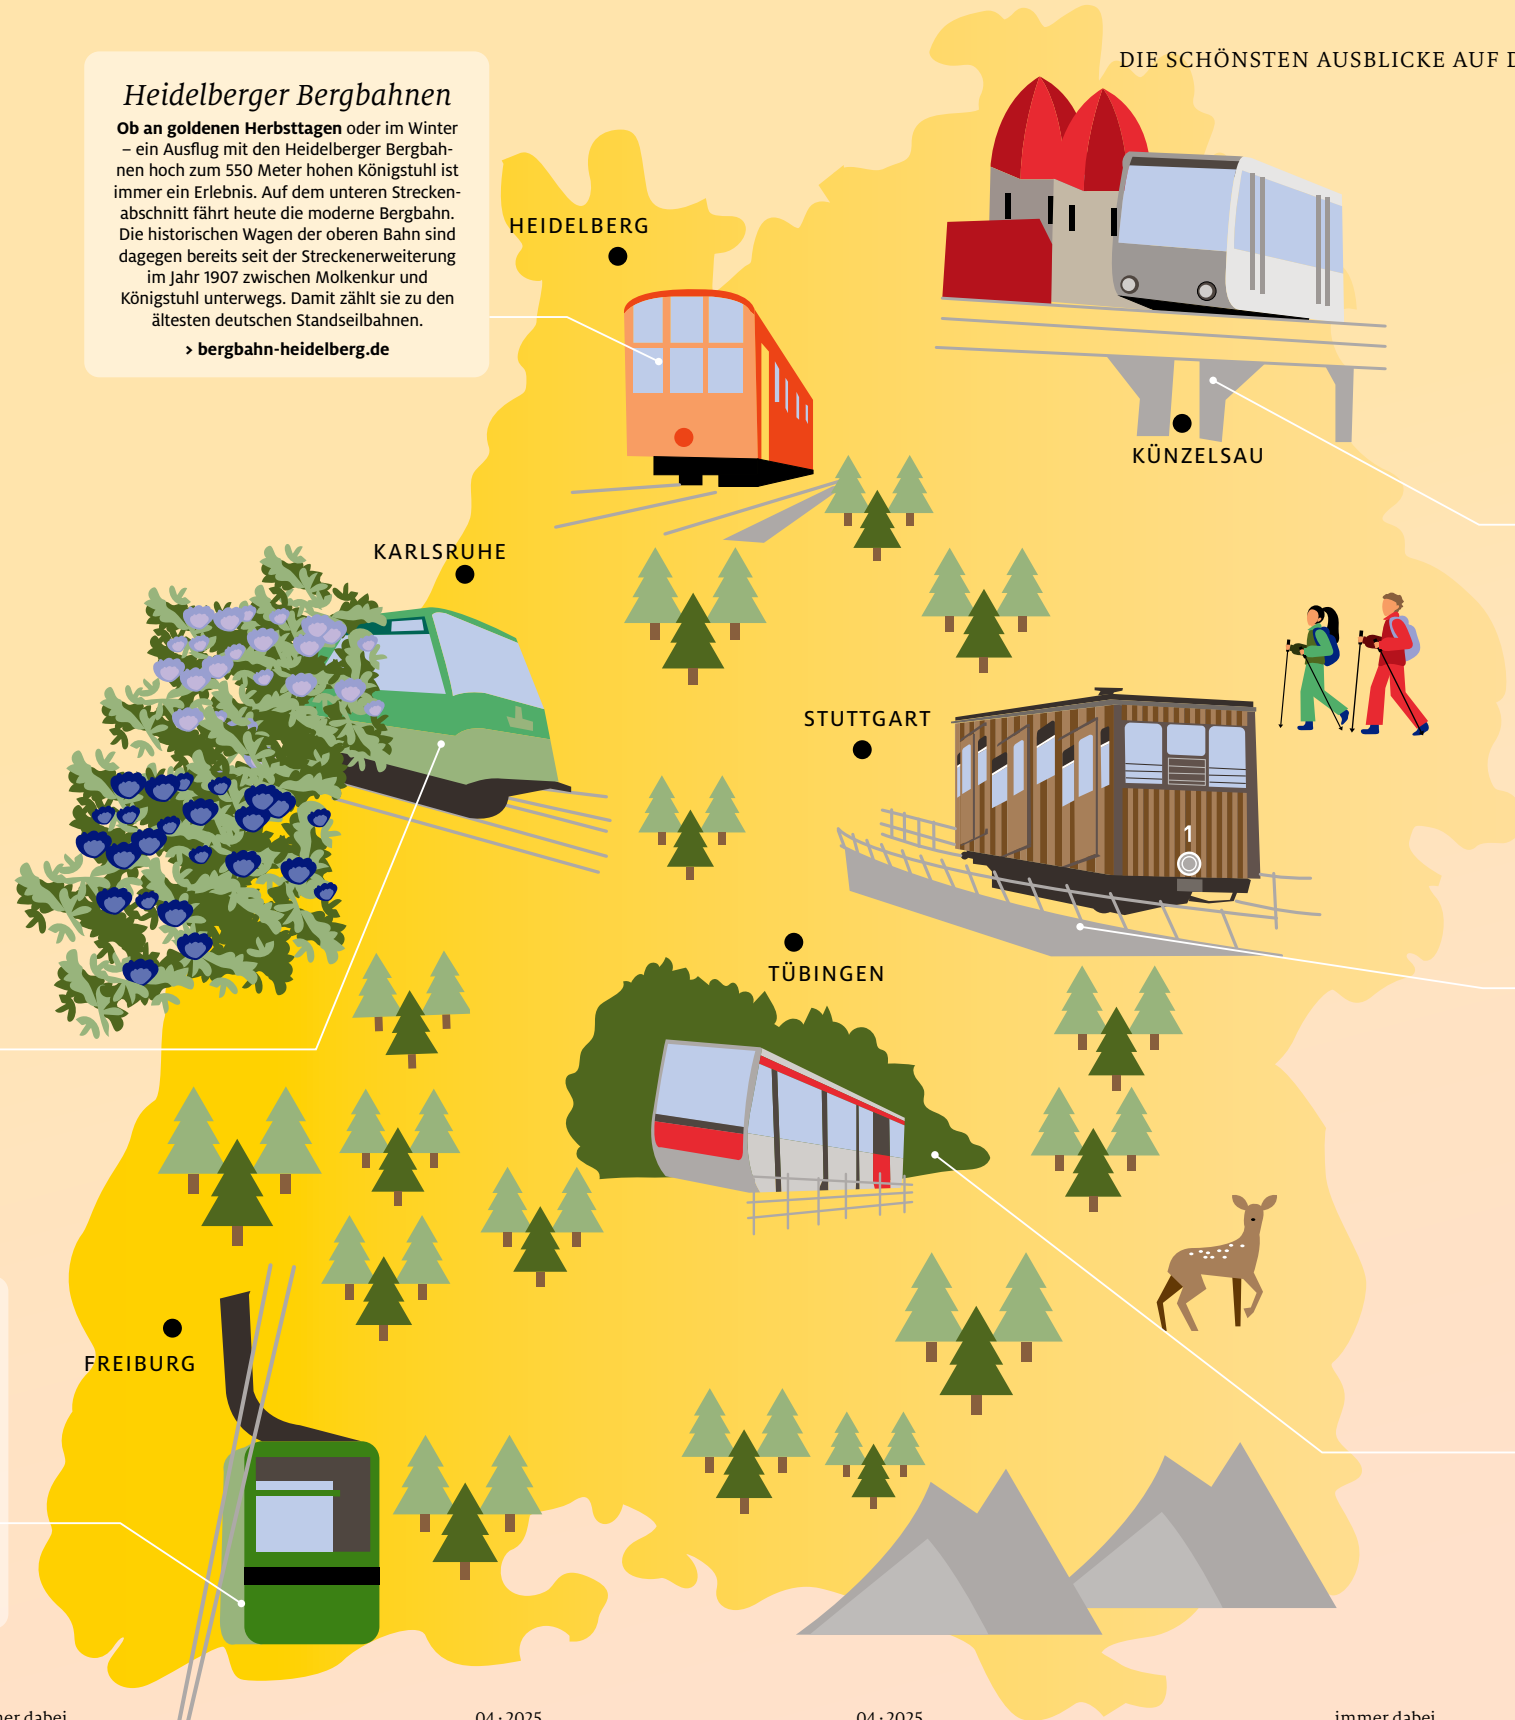 DIE SCHÖNSTEN AUSBLICKE AUF
Heidelberger Bergbahnen
Ob an goldenen Herbsttagen oder im Winter
– ein Ausflug mit den Heidelberger Bergbah-
nen hoch zum 550 Meter hohen Königstuhl ist
immer ein Erlebnis. Auf dem unteren Strecken-
abschnitt fährt heute die moderne Bergbahn.
Die historischen Wagen der oberen Bahn sind
dagegen bereits seit der Streckenerweiterung
im Jahr 1907 zwischen Molkenkur und
Königstuhl unterwegs. Damit zählt sie zu den
ältesten deutschen Standseilbahnen.
› bergbahn-heidelberg.de
HEIDELBERG
KÜNZELSAU
KARLSRUHE
STUTTGART
1
TÜBINGEN
FREIBURG
dabei
04 · 2025
04 · 2025
immer dabei